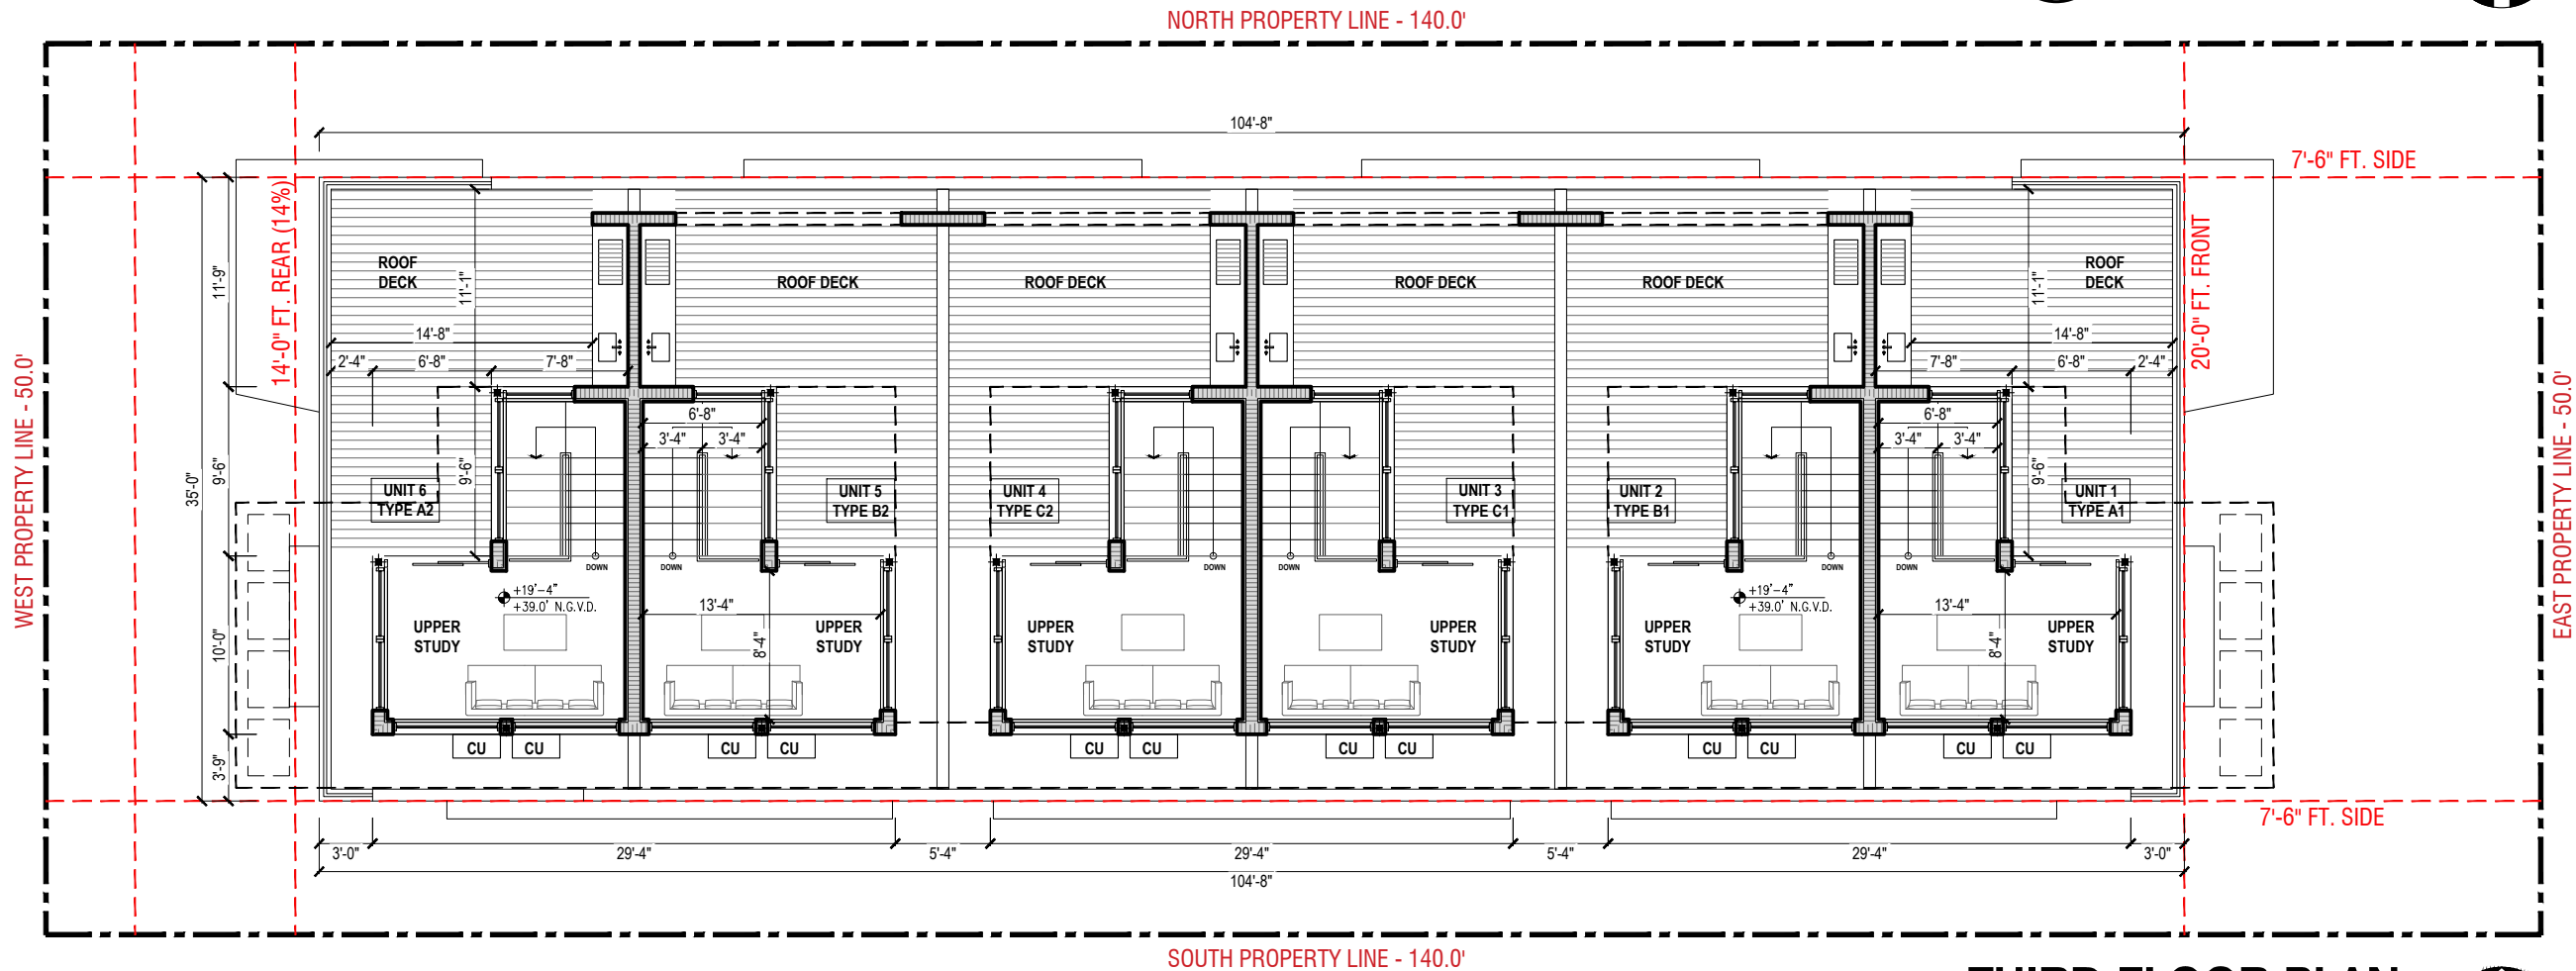 NORTH PROPERTY LINE - 140.0'
104'-8"
7'-6" FT. SIDE
WEST PROPERTY LINE - 50.0'
EAST PROPERTY LINE - 50.0'
14'-0" FT. REAR (14%)
20'-0" FT. FRONT
35'-0"
11'-9"
9'-6"
10'-0"
3'-9"
ROOF
DECK
11'-1"
ROOF DECK
ROOF DECK
ROOF DECK
ROOF DECK
ROOF
DECK
11'-1"
14'-8"
2'-4"
6'-8"
7'-8"
14'-8"
7'-8"
6'-8"
2'-4"
6'-8"
3'-4"
3'-4"
6'-8"
3'-4"
3'-4"
9'-6"
9'-6"
UNIT 6
TYPE A2
UNIT 5
TYPE B2
UNIT 4
TYPE C2
UNIT 3
TYPE C1
UNIT 2
TYPE B1
UNIT 1
TYPE A1
DOWN
DOWN
DOWN
DOWN
DOWN
DOWN
+19'-4"
+39.0' N.G.V.D.
+19'-4"
+39.0' N.G.V.D.
13'-4"
13'-4"
8'-4"
8'-4"
UPPER
STUDY
UPPER
STUDY
UPPER
STUDY
UPPER
STUDY
UPPER
STUDY
UPPER
STUDY
CU
CU
CU
CU
CU
CU
CU
CU
CU
CU
CU
CU
7'-6" FT. SIDE
3'-0"
29'-4"
5'-4"
29'-4"
5'-4"
29'-4"
3'-0"
104'-8"
SOUTH PROPERTY LINE - 140.0'
THIRD FLOOR PLAN